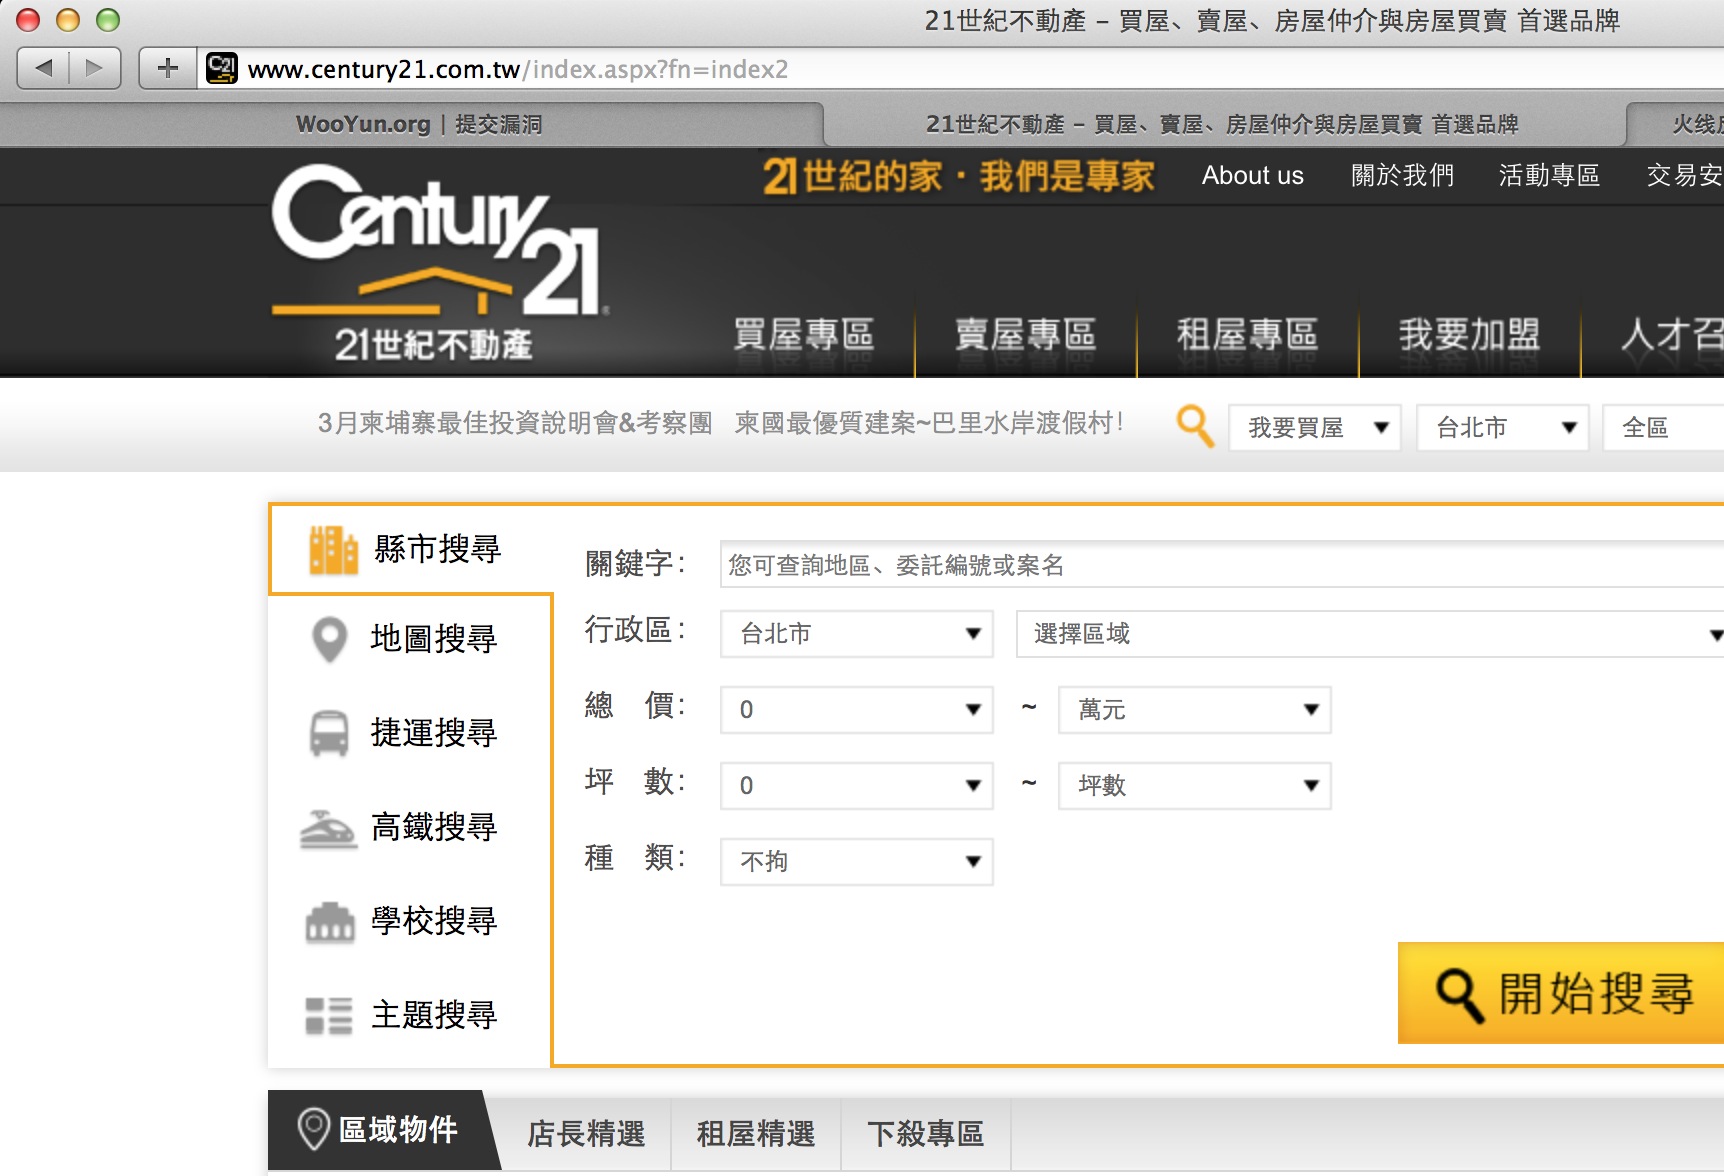 21世紀不動產 – 買屋、賣屋、房屋仲介與房屋買賣 首選品牌
www.century21.com.tw/index.aspx?fn=index2
WooYun.org | 提交漏洞
21世紀不動產 – 買屋、賣屋、房屋仲介與房屋買賣 首選品牌
火线
21世紀的家・我們是專家
About us
關於我們
活動專區
交易安
Century 21
21世紀不動產
買屋專區
賣屋專區
租屋專區
我要加盟
人才召
3月柬埔寨最佳投資說明會&考察團 柬國最優質建案~巴里水岸渡假村!
我要買屋
台北市
全區
縣市搜尋
地圖搜尋
捷運搜尋
高鐵搜尋
學校搜尋
主題搜尋
關鍵字: 您可查詢地區、委託編號或案名
行政區: 台北市 選擇區域
總 價: 0 ~ 萬元
坪 數: 0 ~ 坪數
種 類: 不拘
開始搜尋
區域物件
店長精選
租屋精選
下殺專區